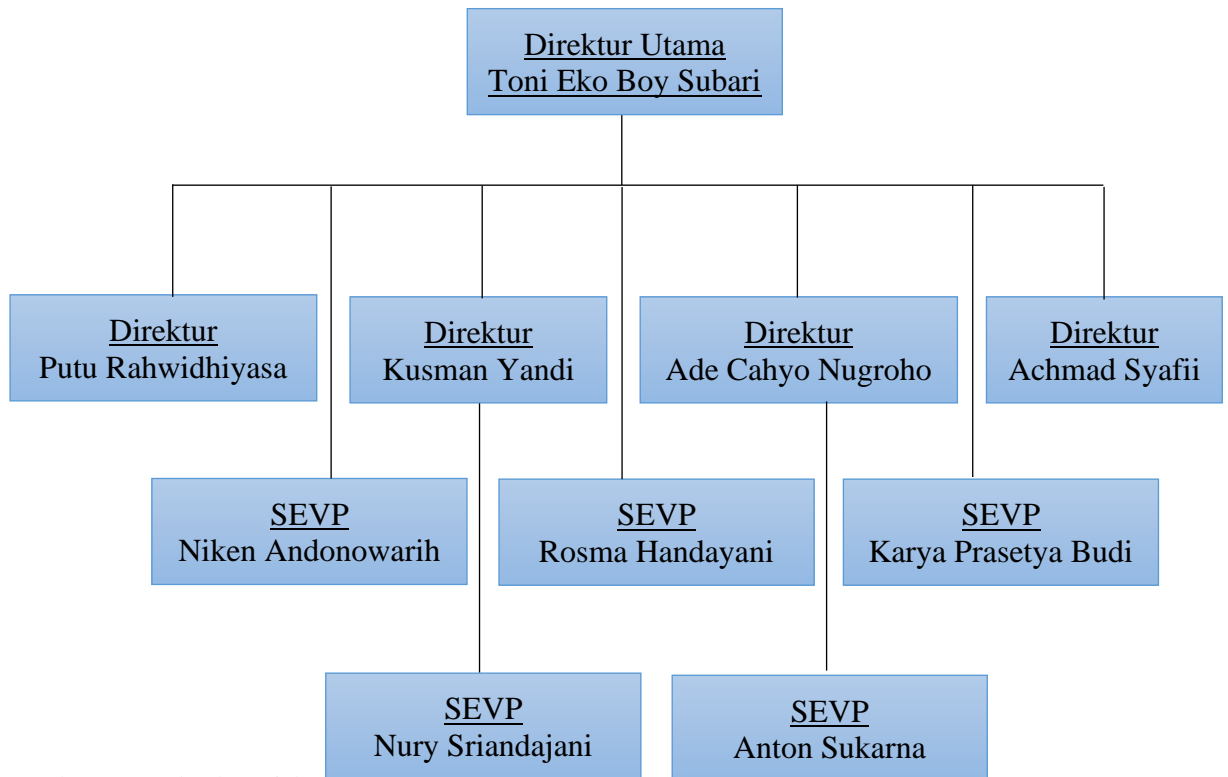 Direktur Utama
Toni Eko Boy Subari
Direktur
Putu Rahwidhiyasa
Direktur
Kusman Yandi
Direktur
Ade Cahyo Nugroho
Direktur
Achmad Syafii
SEVP
Niken Andonowarih
SEVP
Rosma Handayani
SEVP
Karya Prasetya Budi
SEVP
Nury Sriandajani
SEVP
Anton Sukarna